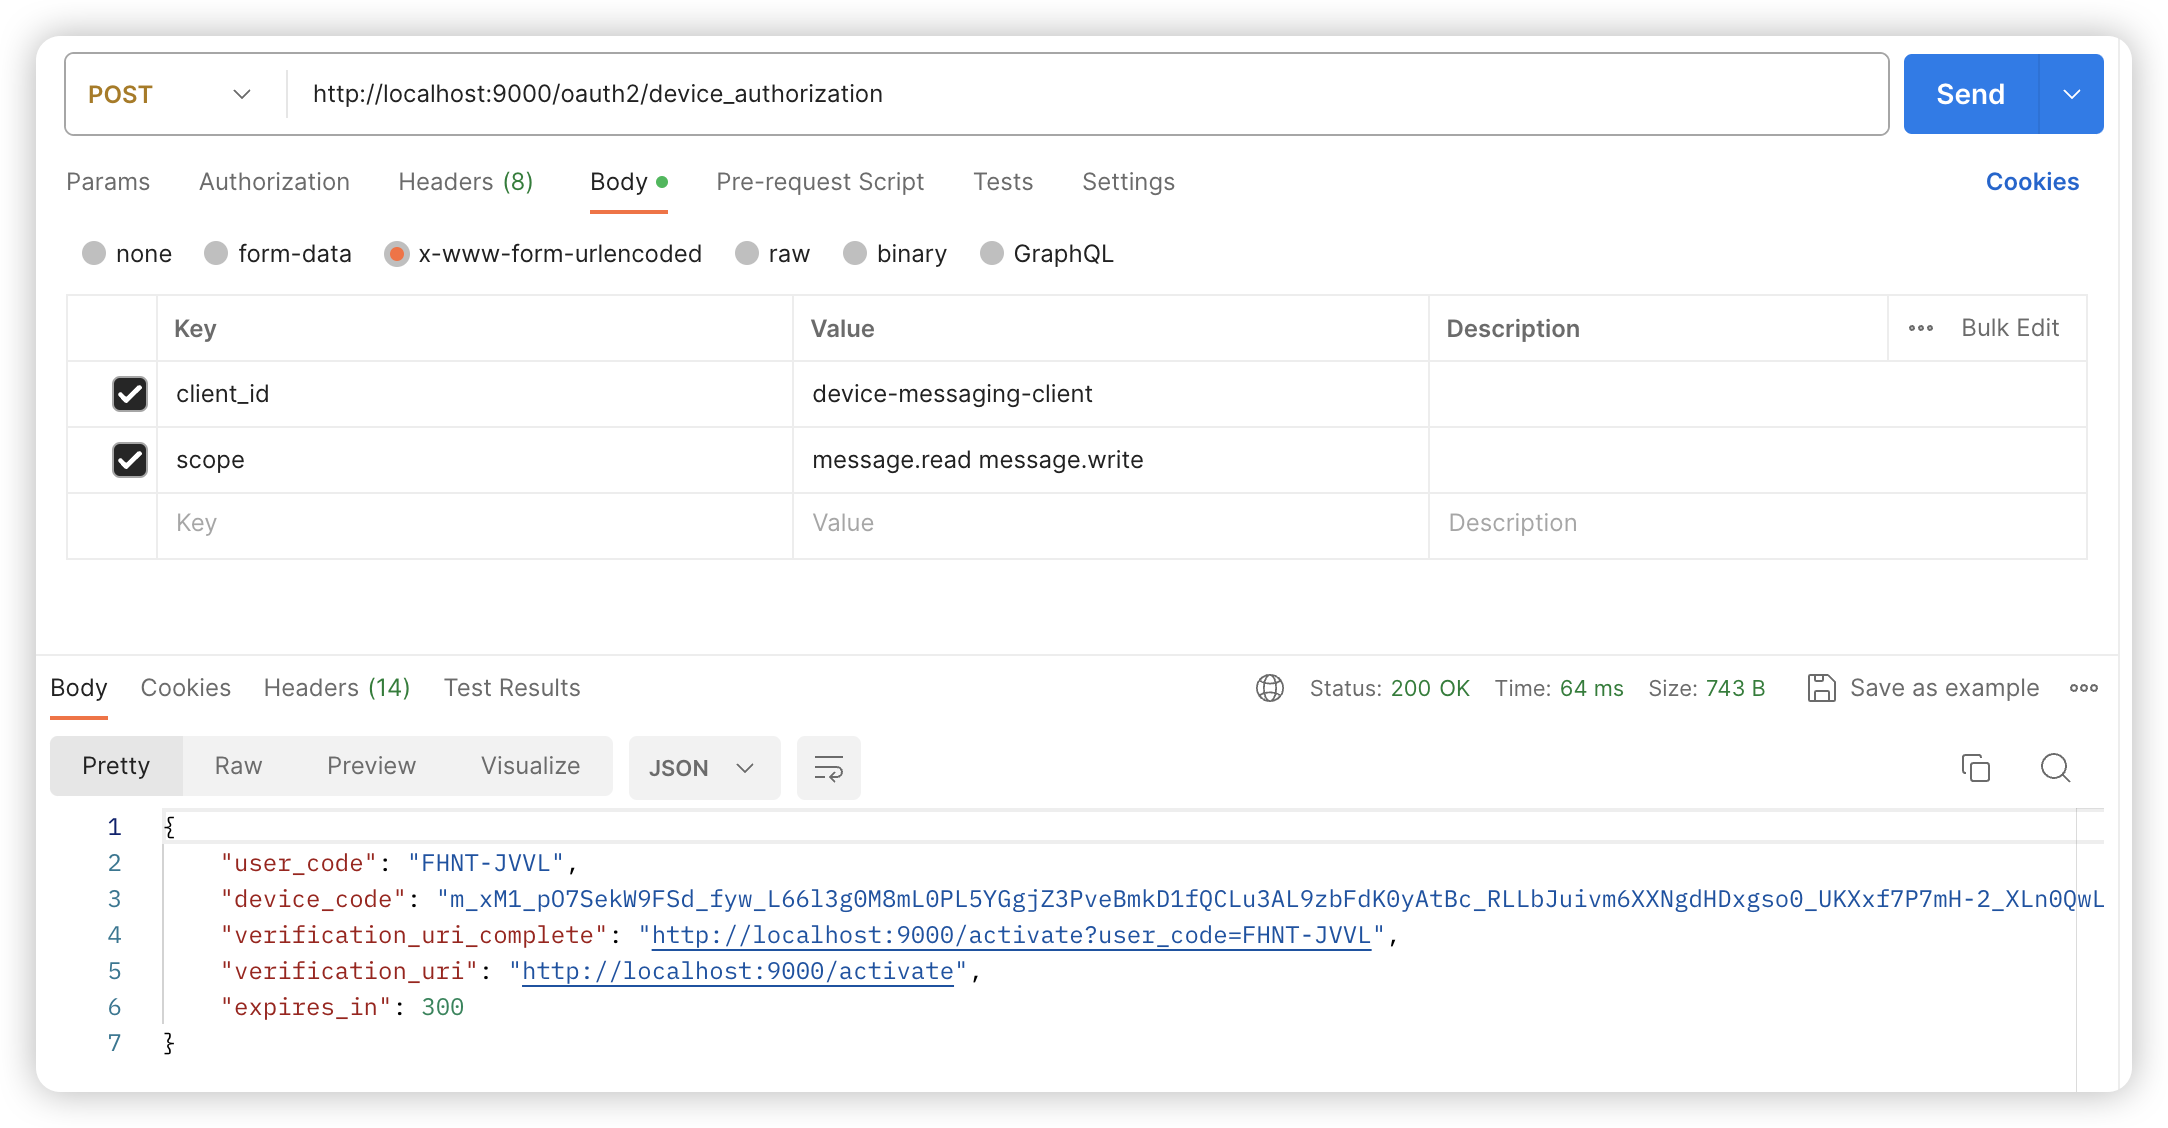 POST http://localhost:9000/oauth2/device_authorization Send
Params Authorization Headers (8) Body Pre-request Script Tests Settings Cookies
none form-data x-www-form-urlencoded raw binary GraphQL
Key Value Description Bulk Edit
client_id device-messaging-client
scope message.read message.write
Key Value Description
Body Cookies Headers (14) Test Results Status: 200 OK Time: 64 ms Size: 743 B Save as example
Pretty Raw Preview Visualize JSON
1 {
2 "user_code": "FHNT-JVVL",
3 "device_code": "m_xM1_pO7SekW9FSd_fyw_L66l3g0M8mL0PL5YGgjZ3PveBmkD1fQCLu3AL9zbFdK0yAtBc_RLLbJuivm6XXNgdHDxgso0_UKXxf7P7mH-2_XLn0QwL
4 "verification_uri_complete": "http://localhost:9000/activate?user_code=FHNT-JVVL",
5 "verification_uri": "http://localhost:9000/activate",
6 "expires_in": 300
7 }